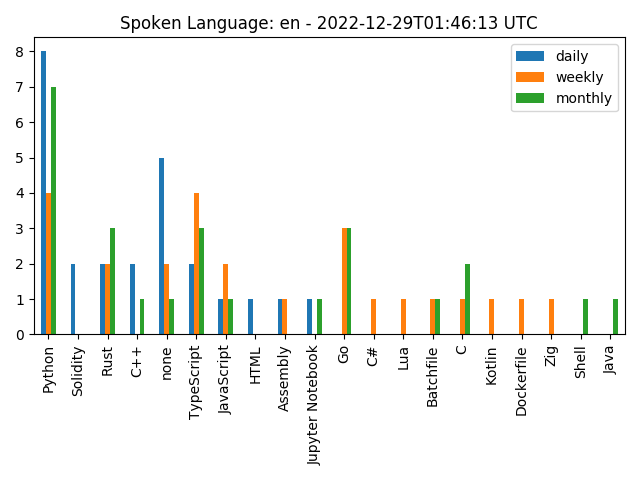 Spoken Language: en - 2022-12-29T01:46:13 UTC
daily
weekly
monthly
8
7
6
5
4
3
2
1
0
Python
Solidity
Rust
C++
none
TypeScript
JavaScript
HTML
Assembly
Jupyter Notebook
Go
C#
Lua
Batchfile
C
Kotlin
Dockerfile
Zig
Shell
Java